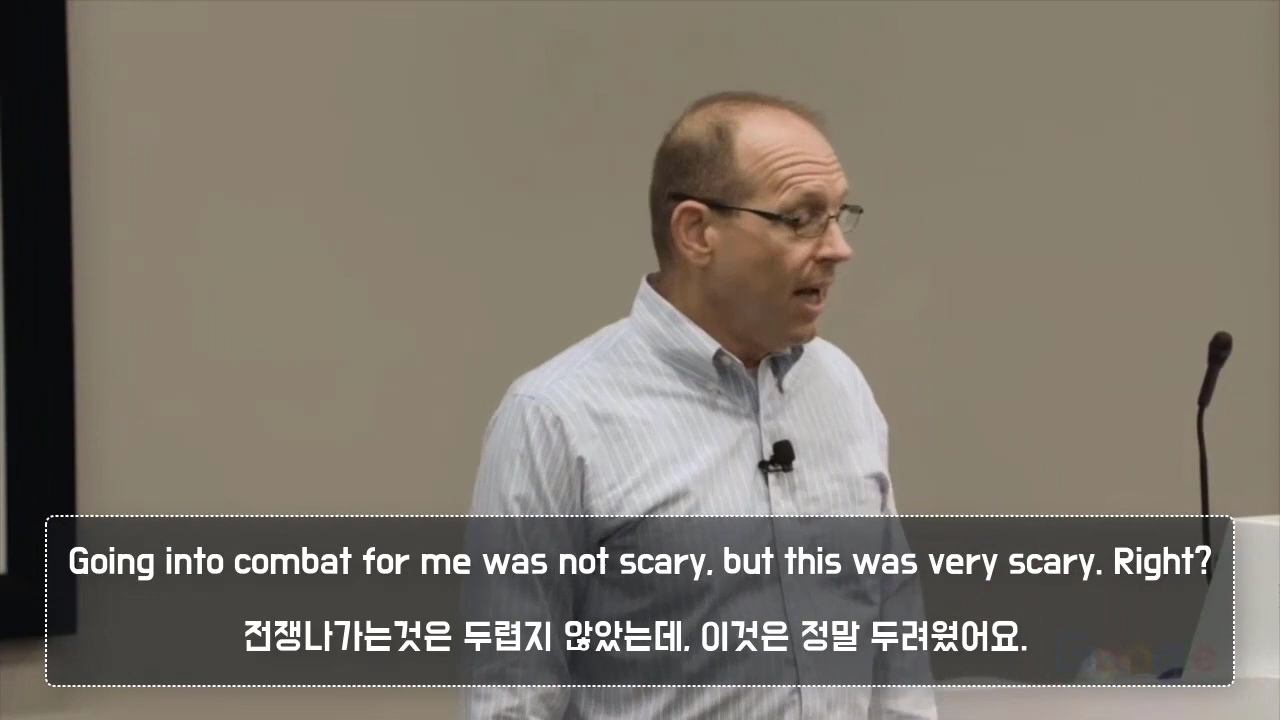 Going into combat for me was not scary, but this was very scary. Right?
전쟁나가는것은 두렵지 않았는데, 이것은 정말 두려웠어요.